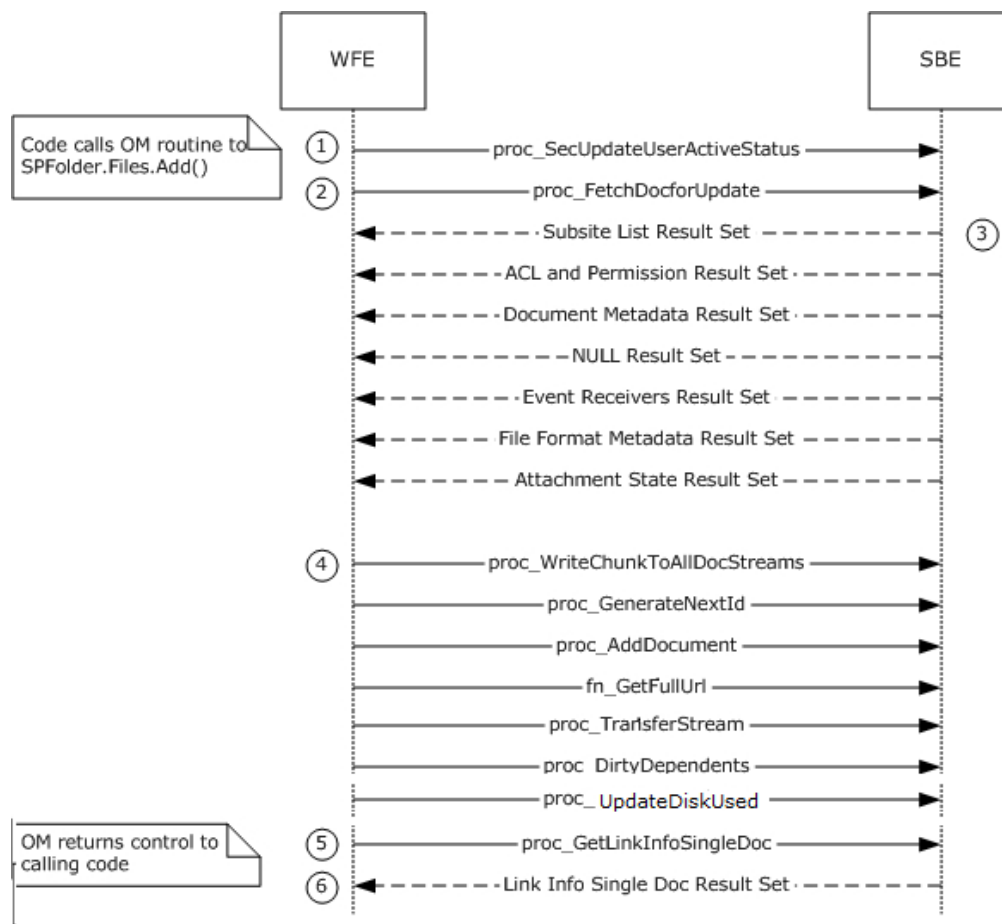 WFE
SBE
Code calls OM routine to
SPFolder.Files.Add()
1
proc_SecUpdateUserActiveStatus
2
proc_FetchDocforUpdate
Subsite List Result Set
3
ACL and Permission Result Set
Document Metadata Result Set
NULL Result Set
Event Receivers Result Set
File Format Metadata Result Set
Attachment State Result Set
4
proc_WriteChunkToAllDocStreams
proc_GenerateNextId
proc_AddDocument
fn_GetFullUrl
proc_TransferStream
proc_DirtyDependents
proc_ UpdateDiskUsed
OM returns control to
calling code
5
proc_GetLinkInfoSingleDoc
6
Link Info Single Doc Result Set